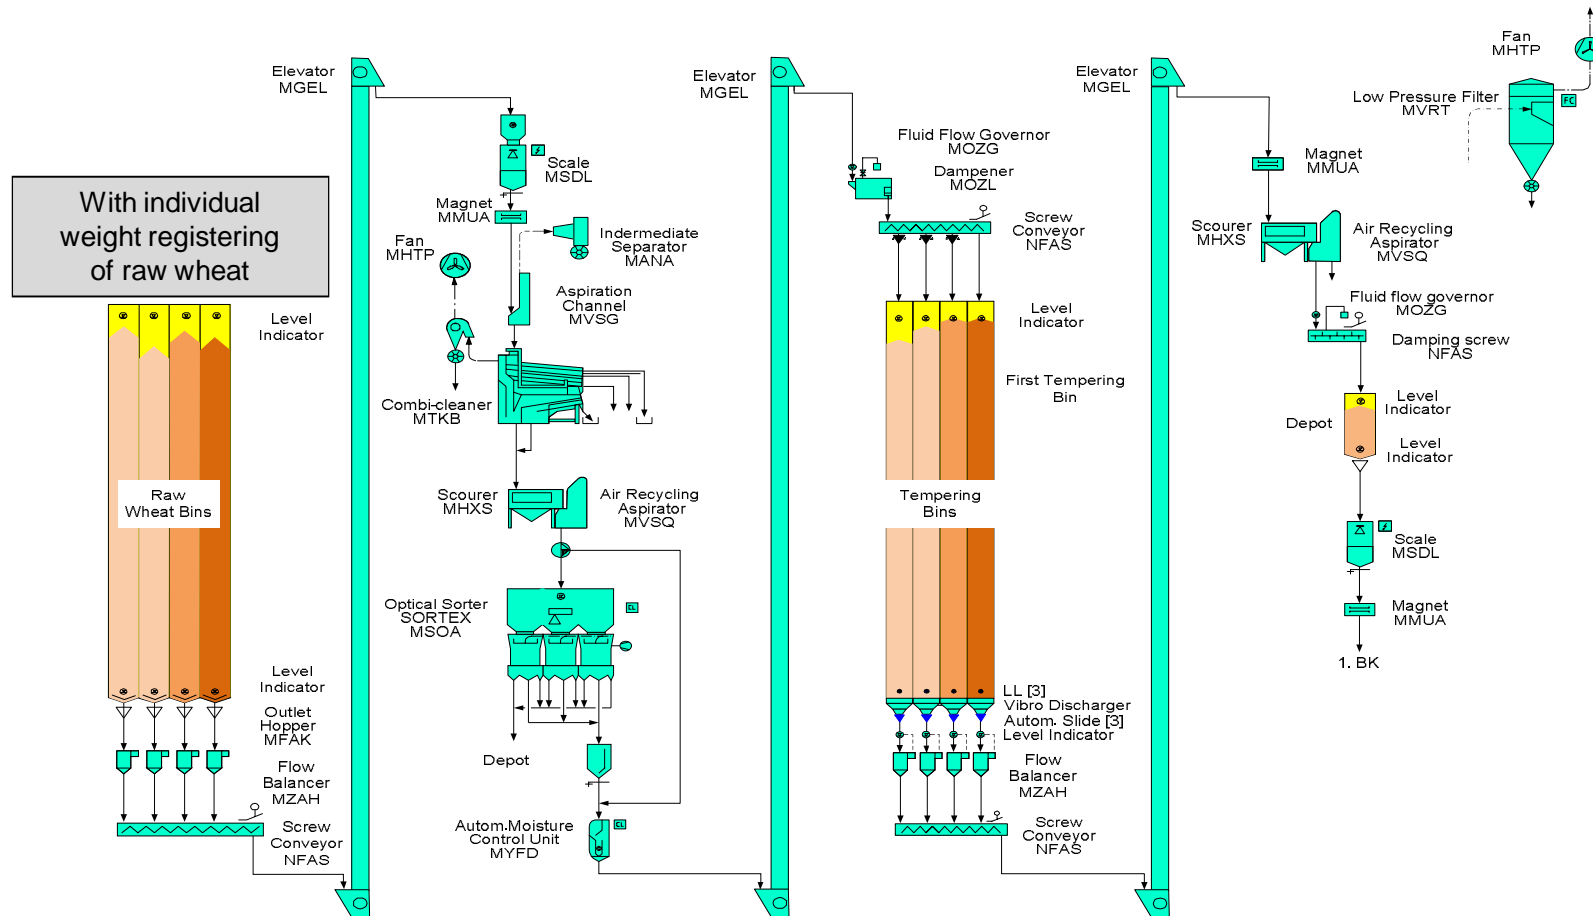 With individual
weight registering
of raw wheat
Level
Indicator
Raw
Wheat Bins
Level
Indicator
Outlet
Hopper
MFAK
Flow
Balancer
MZAH
Screw
Conveyor
NFAS
Elevator
MGEL
Scale
MSDL
Magnet
MMUA
Fan
MHTP
Indermediate
Separator
MANA
Aspiration
Channel
MVSG
Combi-cleaner
MTKB
Scourer
MHXS
Air Recycling
Aspirator
MVSQ
Optical Sorter
SORTEX
MSOA
CL
Depot
Autom.Moisture
Control Unit
MYFD
CL
Elevator
MGEL
Fluid Flow Governor
MOZG
Dampener
MOZL
Screw
Conveyor
NFAS
Level
Indicator
First Tempering
Bin
Tempering
Bins
LL [3]
Vibro Discharger
Autom. Slide [3]
Level Indicator
Flow
Balancer
MZAH
Screw
Conveyor
NFAS
Elevator
MGEL
Magnet
MMUA
Scourer
MHXS
Air Recycling
Aspirator
MVSQ
Fluid flow governor
MOZG
Damping screw
NFAS
Level
Indicator
Depot
Level
Indicator
Scale
MSDL
Magnet
MMUA
1. BK
Fan
MHTP
Low Pressure Filter
MVRT
FC